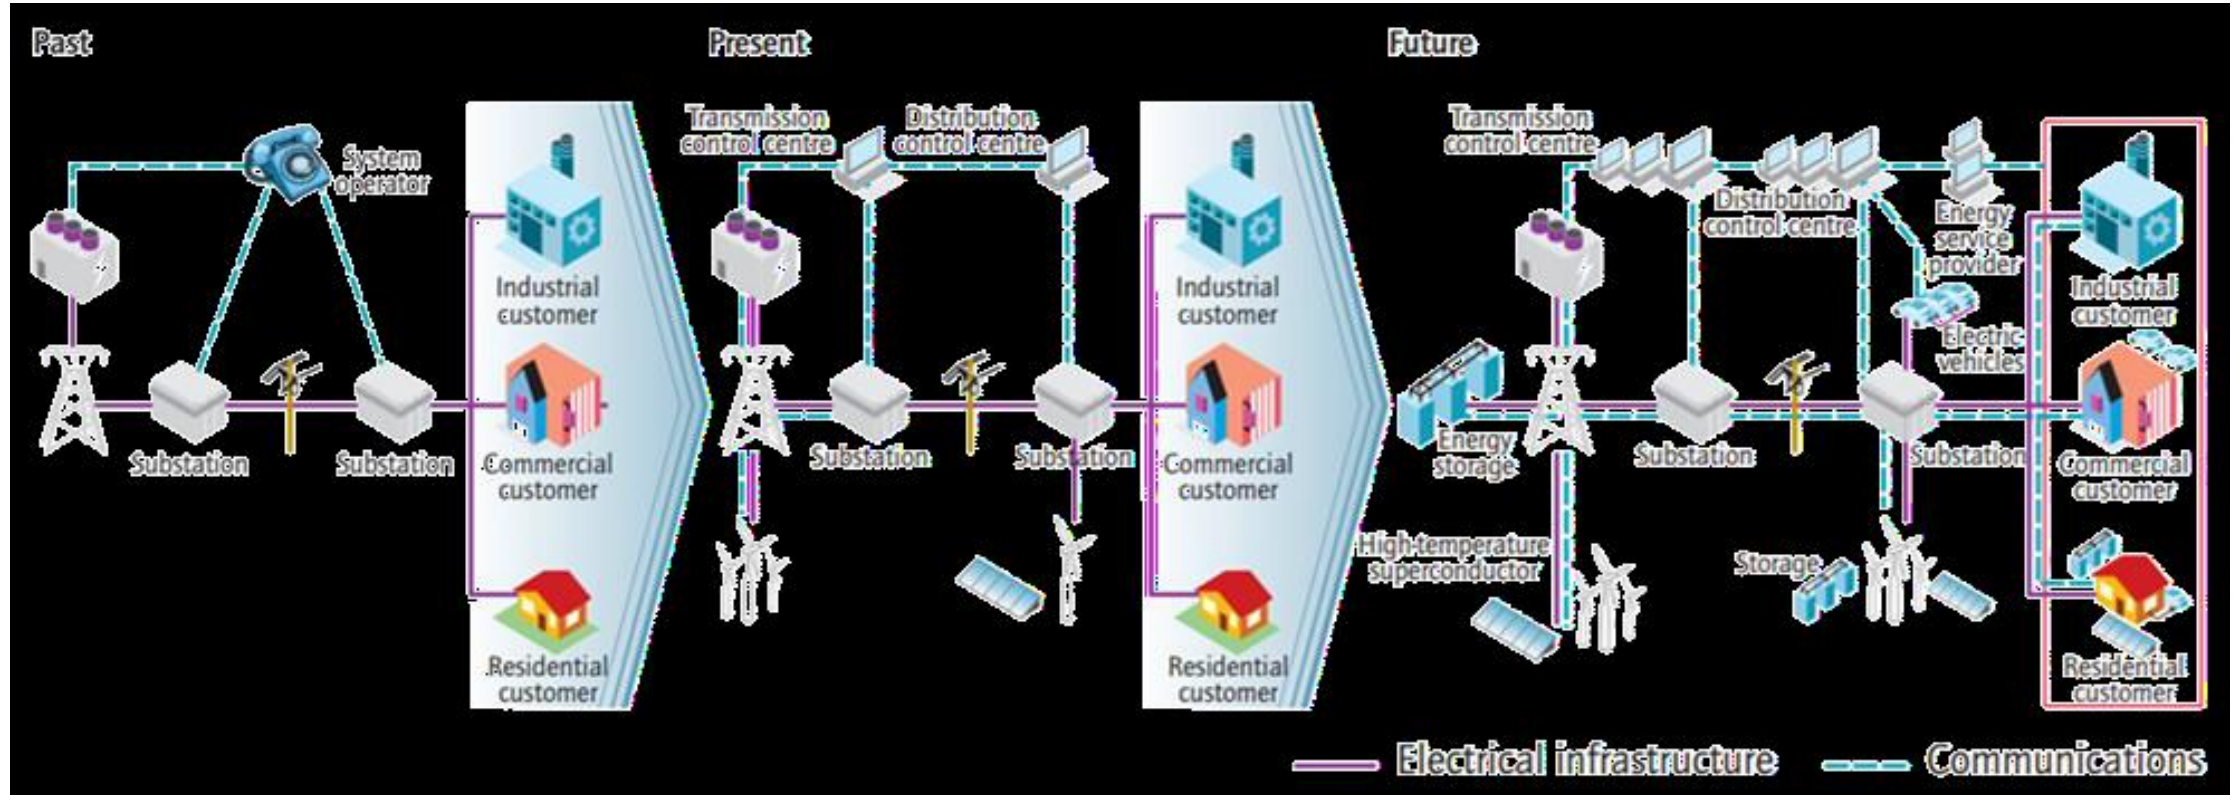 Past
System
operator
Substation
Substation
Industrial
customer
Commercial
customer
Residential
customer
Present
Transmission
control centre
Distribution
control centre
Substation
Substation
Industrial
customer
Commercial
customer
Residential
customer
Future
Transmission
control centre
Distribution
control centre
Energy
service
provider
Electric
vehicles
Energy
storage
Substation
Substation
High-temperature
superconductor
Storage
Industrial
customer
Commercial
customer
Residential
customer
Electrical infrastructure
Communications